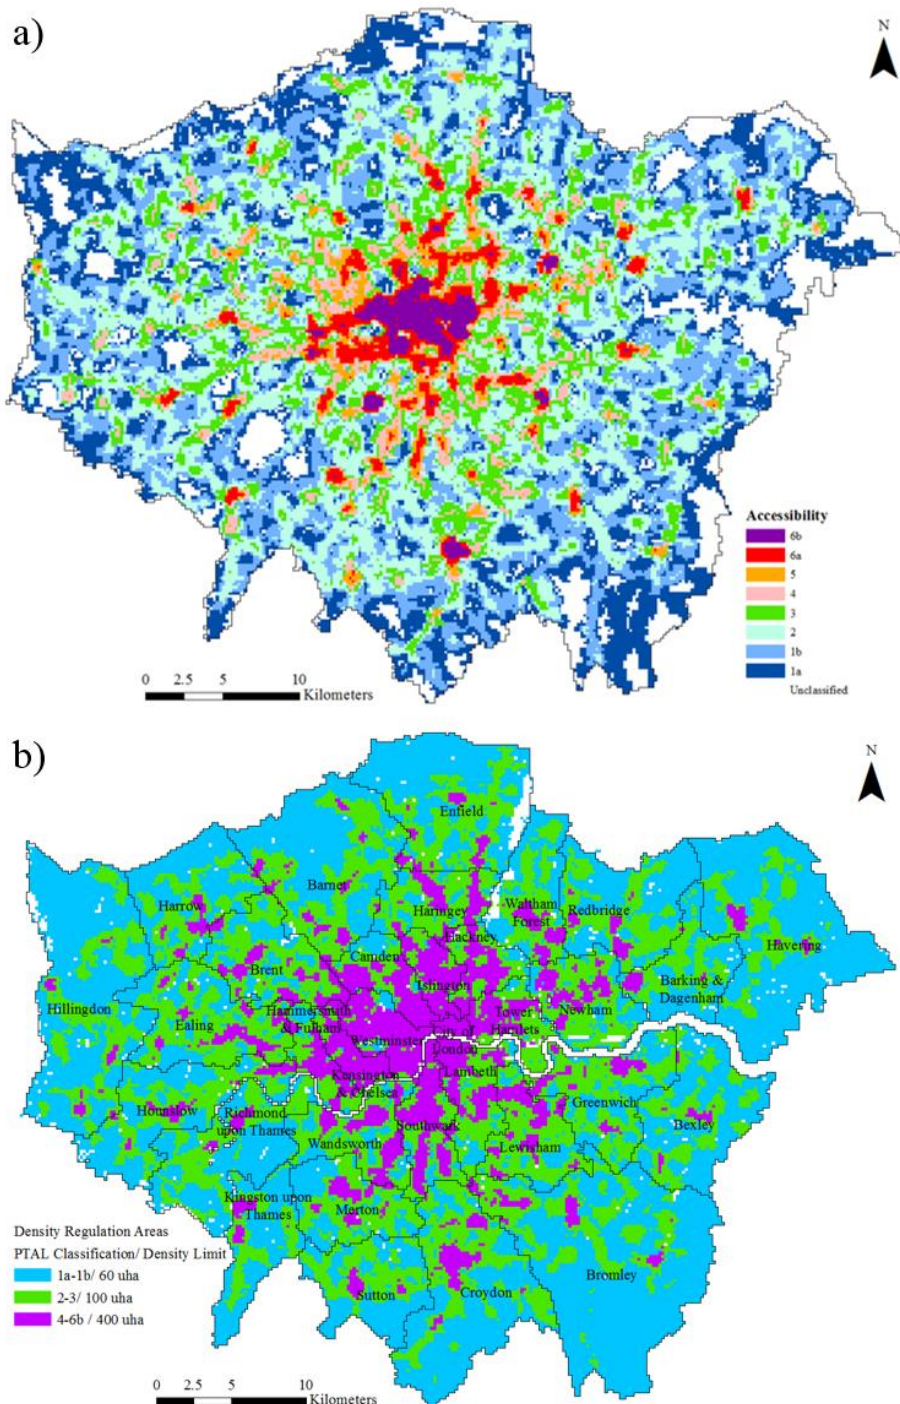 a)
N
Accessibility
6b
6a
5
4
3
2
1b
1a
Unclassified
0 2.5 5 10
Kilometers
b)
N
Enfield
Barnet
Harrow
Haringey
Waltham
Forest
Redbridge
Hackney
Havering
Camden
Brent
Islington
Barking &
Dagenham
Hillingdon
Hammersmith
& Fulham
Ealing
Tower
Hamlets
Newham
Westminster
City of
London
Lambeth
Kensington
& Chelsea
Hounslow
Richmond
upon Thames
Greenwich
Bexley
Southwark
Wandsworth
Lewisham
Kingston upon
Thames
Merton
Density Regulation Areas
PTAL Classification/ Density Limit
1a-1b/ 60 uha
2-3/ 100 uha
4-6b / 400 uha
Bromley
Sutton
Croydon
0 2.5 5 10
Kilometers